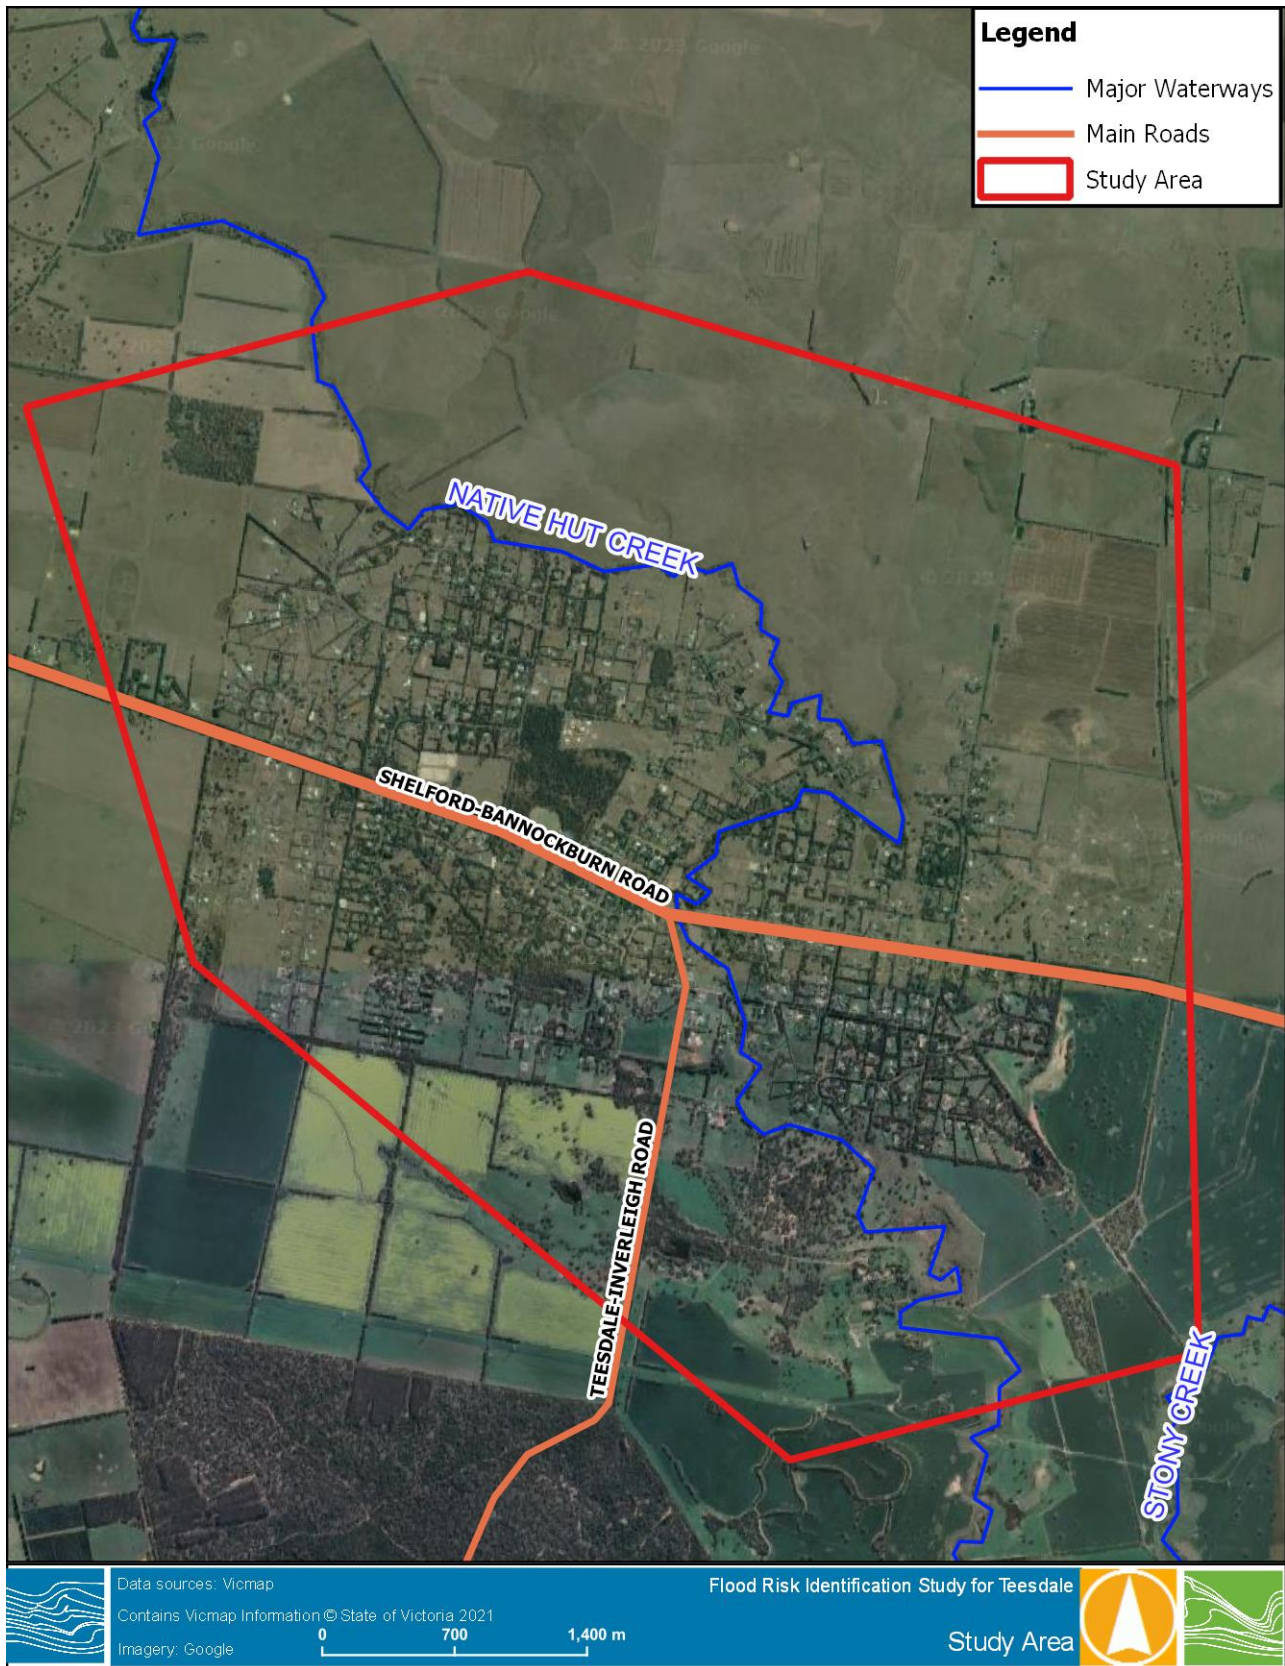 © 2023 Google
Legend
Major Waterways
Main Roads
Study Area
NATIVE HUT CREEK
SHELFORD-BANNOCKBURN ROAD
TEESDALE-INVERLEIGH ROAD
STONY CREEK
Data sources: Vicmap
Contains Vicmap Information © State of Victoria 2021
Imagery: Google
0 700 1,400 m
Flood Risk Identification Study for Teesdale
Study Area